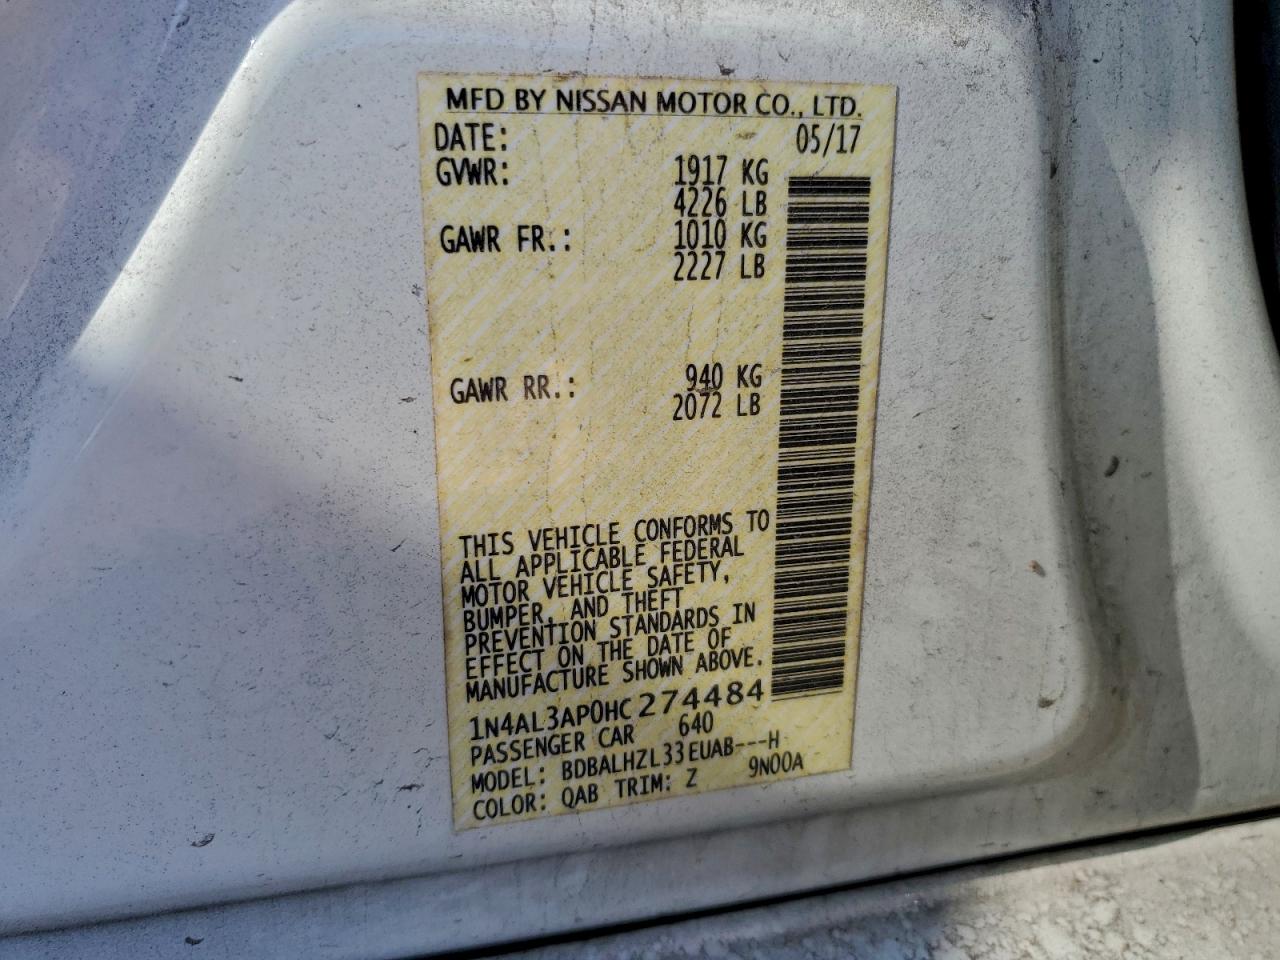 MFD BY NISSAN MOTOR CO., LTD.
DATE: 05/17
GVWR: 1917 KG
4226 LB
GAWR FR.: 1010 KG
2227 LB
GAWR RR.: 940 KG
2072 LB
THIS VEHICLE CONFORMS TO
ALL APPLICABLE FEDERAL
MOTOR VEHICLE SAFETY,
BUMPER, AND THEFT
PREVENTION STANDARDS IN
EFFECT ON THE DATE OF
MANUFACTURE SHOWN ABOVE.
1N4AL3AP0HC274484
PASSENGER CAR 640
MODEL: BDBALHZL33EUAB---H
COLOR: QAB TRIM: Z 9N00A